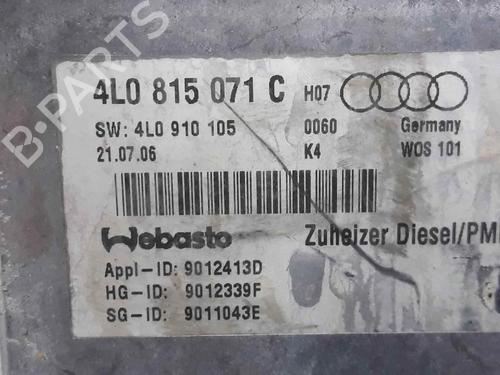 4L0 815 071 C H07
SW: 4L0 910 105 0060 Germany
21.07.06 K4 WOS 101
Webasto Zuheizer Diesel/PM
Appl-ID: 9012413D
HG-ID: 9012339F
SG-ID: 9011043E
B-PARTS